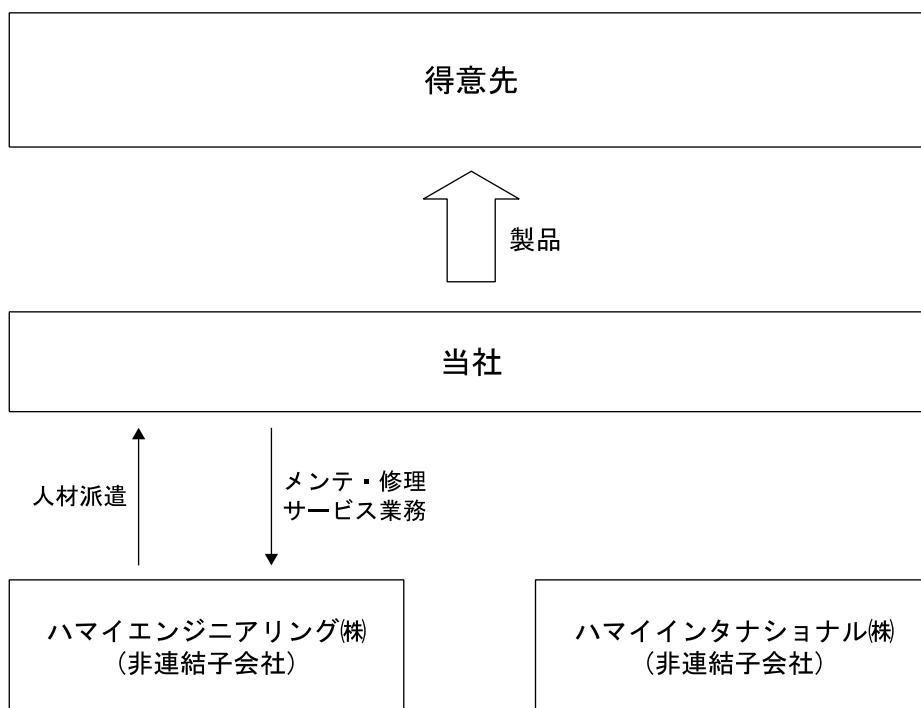 得意先
製品
当社
人材派遣
メンテ・修理
サービス業務
ハマイエンジニアリング㈱
(非連結子会社)
ハマイインタナショナル㈱
(非連結子会社)